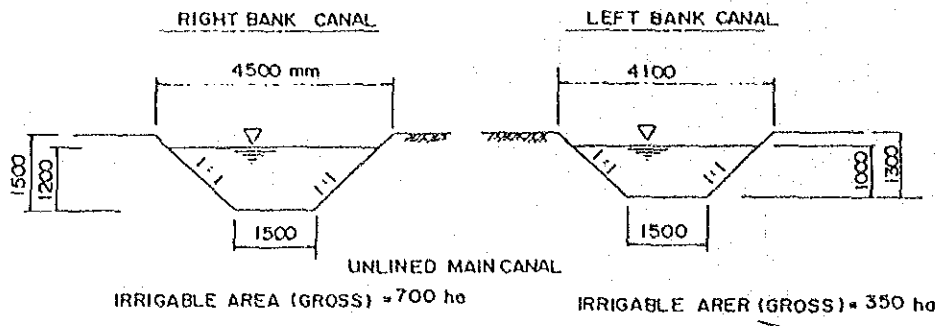 RIGHT BANK CANAL
LEFT BANK CANAL
4500 mm
4100
1500
1200
1:1
1:1
1:1
1:1
1000
1300
1500
1500
UNLINED MAIN CANAL
IRRIGABLE AREA (GROSS) = 700 ha
IRRIGABLE ARER (GROSS) = 350 ha